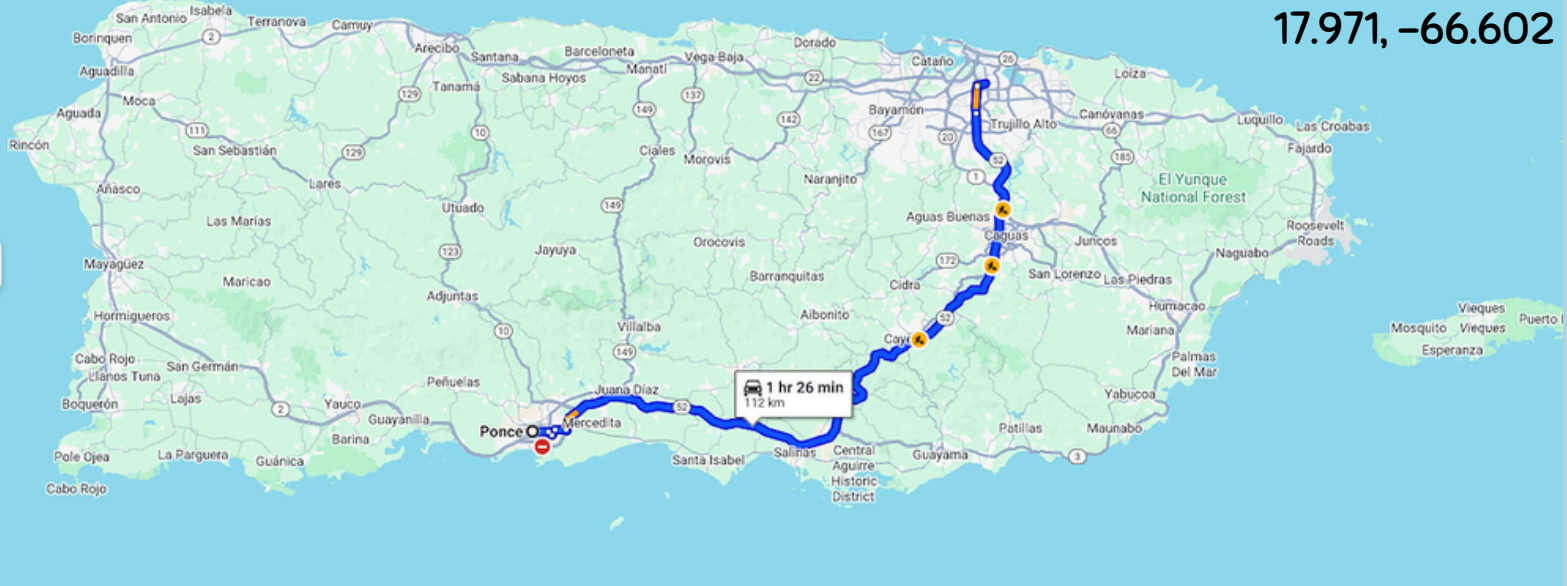 17.971, –66.602
Isabela
San Antonio
Terranova
Camuy
Borinquen
2
Arecibo
Santana
Barceloneta
Dorado
Cataño
26
Aguadilla
Tanamá
Sabana Hoyos
Manatí
Vega Baja
22
Loíza
Moca
129
149
137
Aguada
Bayamón
Canóvanas
Luquillo
Las Croabas
111
10
142
167
20
Trujillo Alto
66
Rincón
San Sebastián
129
Ciales
Morovis
52
185
Fajardo
Añasco
Lares
Naranjito
1
El Yunque
National Forest
Las Marías
Utuado
149
Aguas Buenas
Roosevelt
Roads
Mayagüez
123
Jayuya
Orocovis
Caguas
Juncos
Naguabo
Maricao
Barranquitas
172
Cidra
San Lorenzo
Las Piedras
Adjuntas
Humacao
Hormigueros
10
Villalba
Aibonito
52
Mariana
Vieques
Mosquito
Vieques
Esperanza
Cabo Rojo
San Germán
149
Palmas
Del Mar
Llanos Tuna
Peñuelas
Juana Díaz
1 hr 26 min
112 km
Boquerón
Lajas
2
Yauco
Guayanilla
52
Yabucoa
Barina
Ponce
Mercedita
Patillas
Maunabo
Pole Ojea
La Parguera
Guánica
Santa Isabel
Salinas
Central
Aguirre
Historic
District
Guayama
3
Cabo Rojo